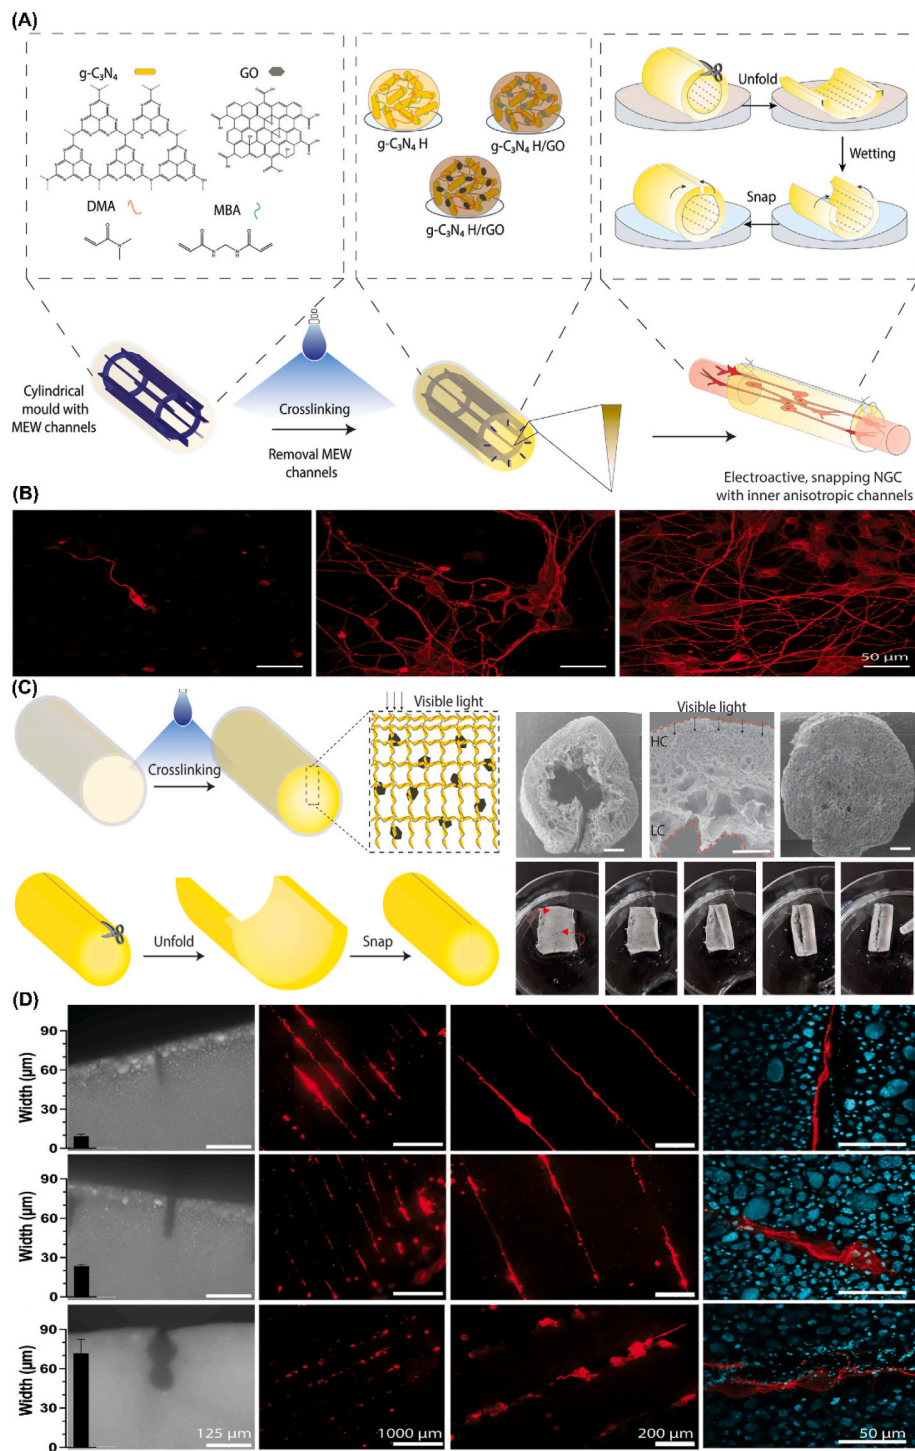 (A)
g-C₃N₄
GO
DMA
MBA
O
N
O
O
N
H
N
H
g-C₃N₄ H
g-C₃N₄ H/GO
g-C₃N₄ H/rGO
Unfold
Wetting
Snap
Cylindrical
mould with
MEW channels
Crosslinking
Removal MEW
channels
Electroactive, snapping NGC
with inner anisotropic channels
(B)
50 µm
(C)
Crosslinking
Visible light
Visible light
HC
LC
Unfold
Snap
(D)
Width (µm)
90
60
30
0
Width (µm)
90
60
30
0
Width (µm)
90
60
30
0
125 µm
1000 µm
200 µm
50 µm